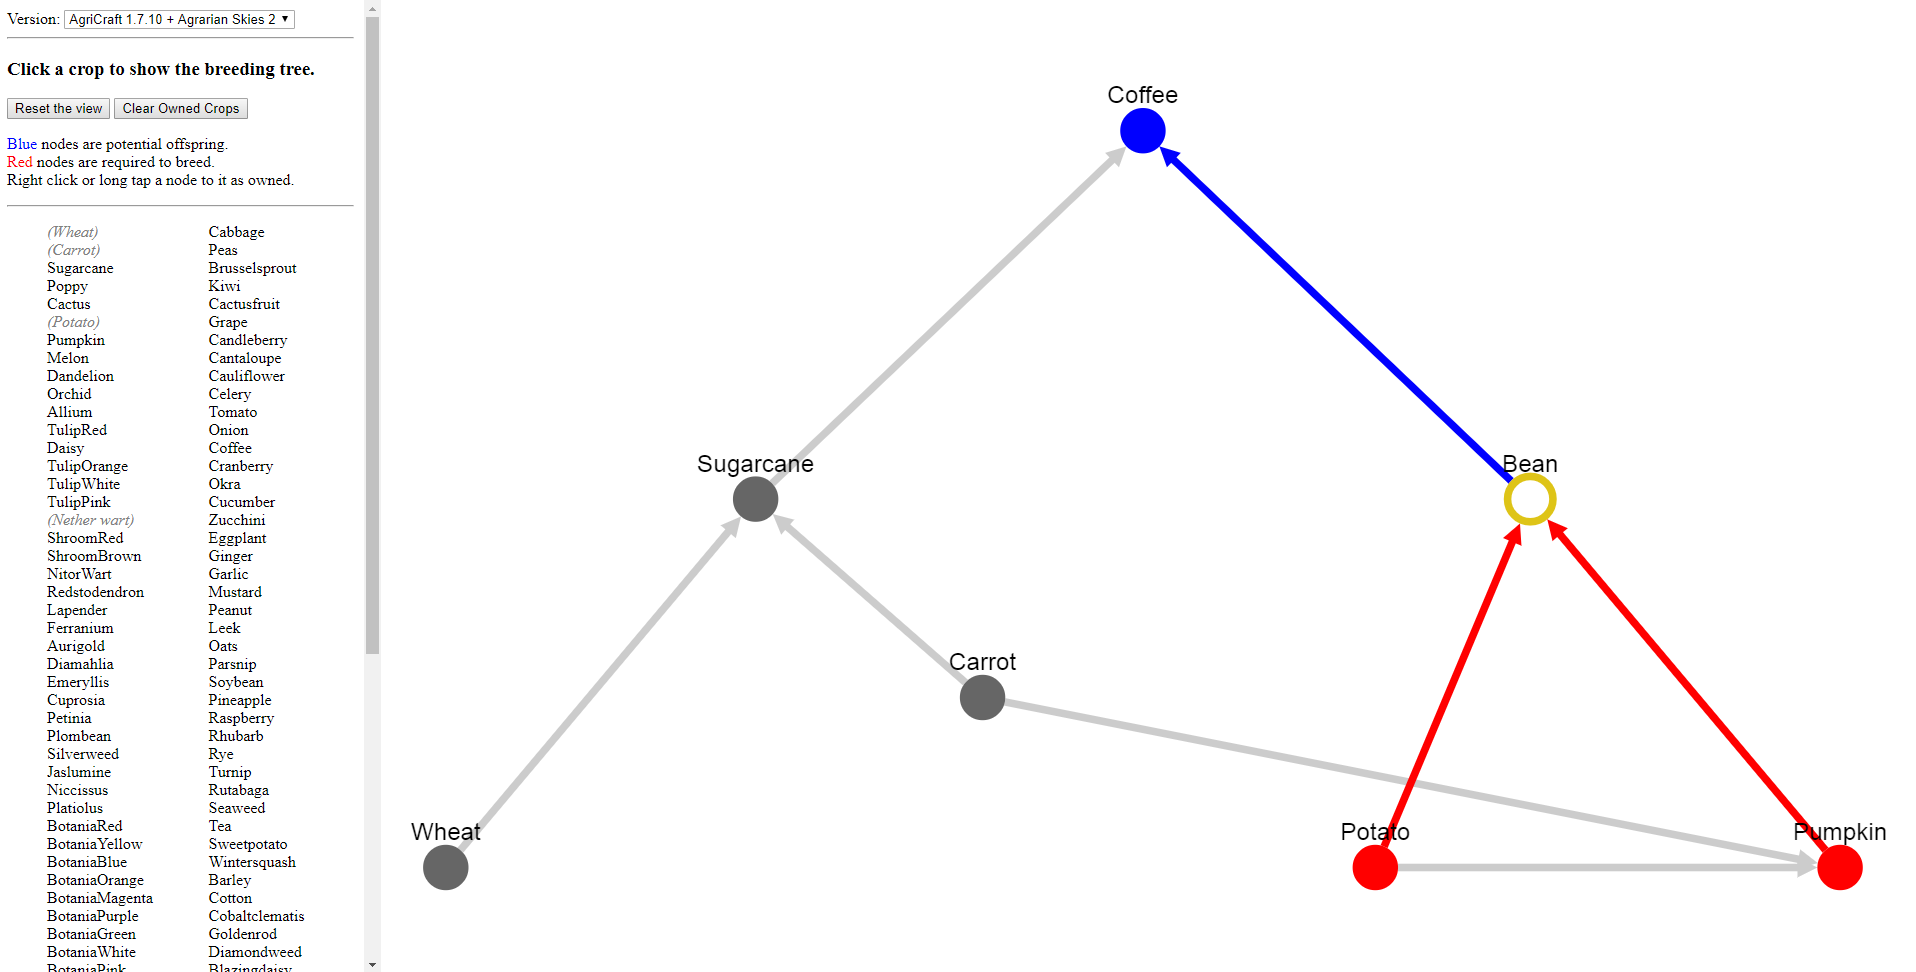 Version: AgriCraft 1.7.10 + Agrarian Skies 2
Click a crop to show the breeding tree.
Reset the view Clear Owned Crops
Blue nodes are potential offspring.
Red nodes are required to breed.
Right click or long tap a node to it as owned.
(Wheat) Cabbage
(Carrot) Peas
Sugarcane Brusselsprout
Poppy Kiwi
Cactus Cactusfruit
(Potato) Grape
Pumpkin Candleberry
Melon Cantaloupe
Dandelion Cauliflower
Orchid Celery
Allium Tomato
TulipRed Onion
Daisy Coffee
TulipOrange Cranberry
TulipWhite Okra
TulipPink Cucumber
(Nether wart) Zucchini
ShroomRed Eggplant
ShroomBrown Ginger
NitorWart Garlic
Redstodendron Mustard
Lapender Peanut
Ferranium Leek
Aurigold Oats
Diamahlia Parsnip
Emeryllis Soybean
Cuprosia Pineapple
Petinia Raspberry
Plombean Rhubarb
Silverweed Rye
Jaslumine Turnip
Niccissus Rutabaga
Platiolus Seaweed
BotaniaRed Tea
BotaniaYellow Sweetpotato
BotaniaBlue Wintersquash
BotaniaOrange Barley
BotaniaMagenta Cotton
BotaniaPurple Cobaltclematis
BotaniaGreen Goldenrod
BotaniaWhite Diamondweed
BotaniaPink Blazingdaisy
Coffee
Sugarcane
Bean
Carrot
Wheat
Potato
Pumpkin